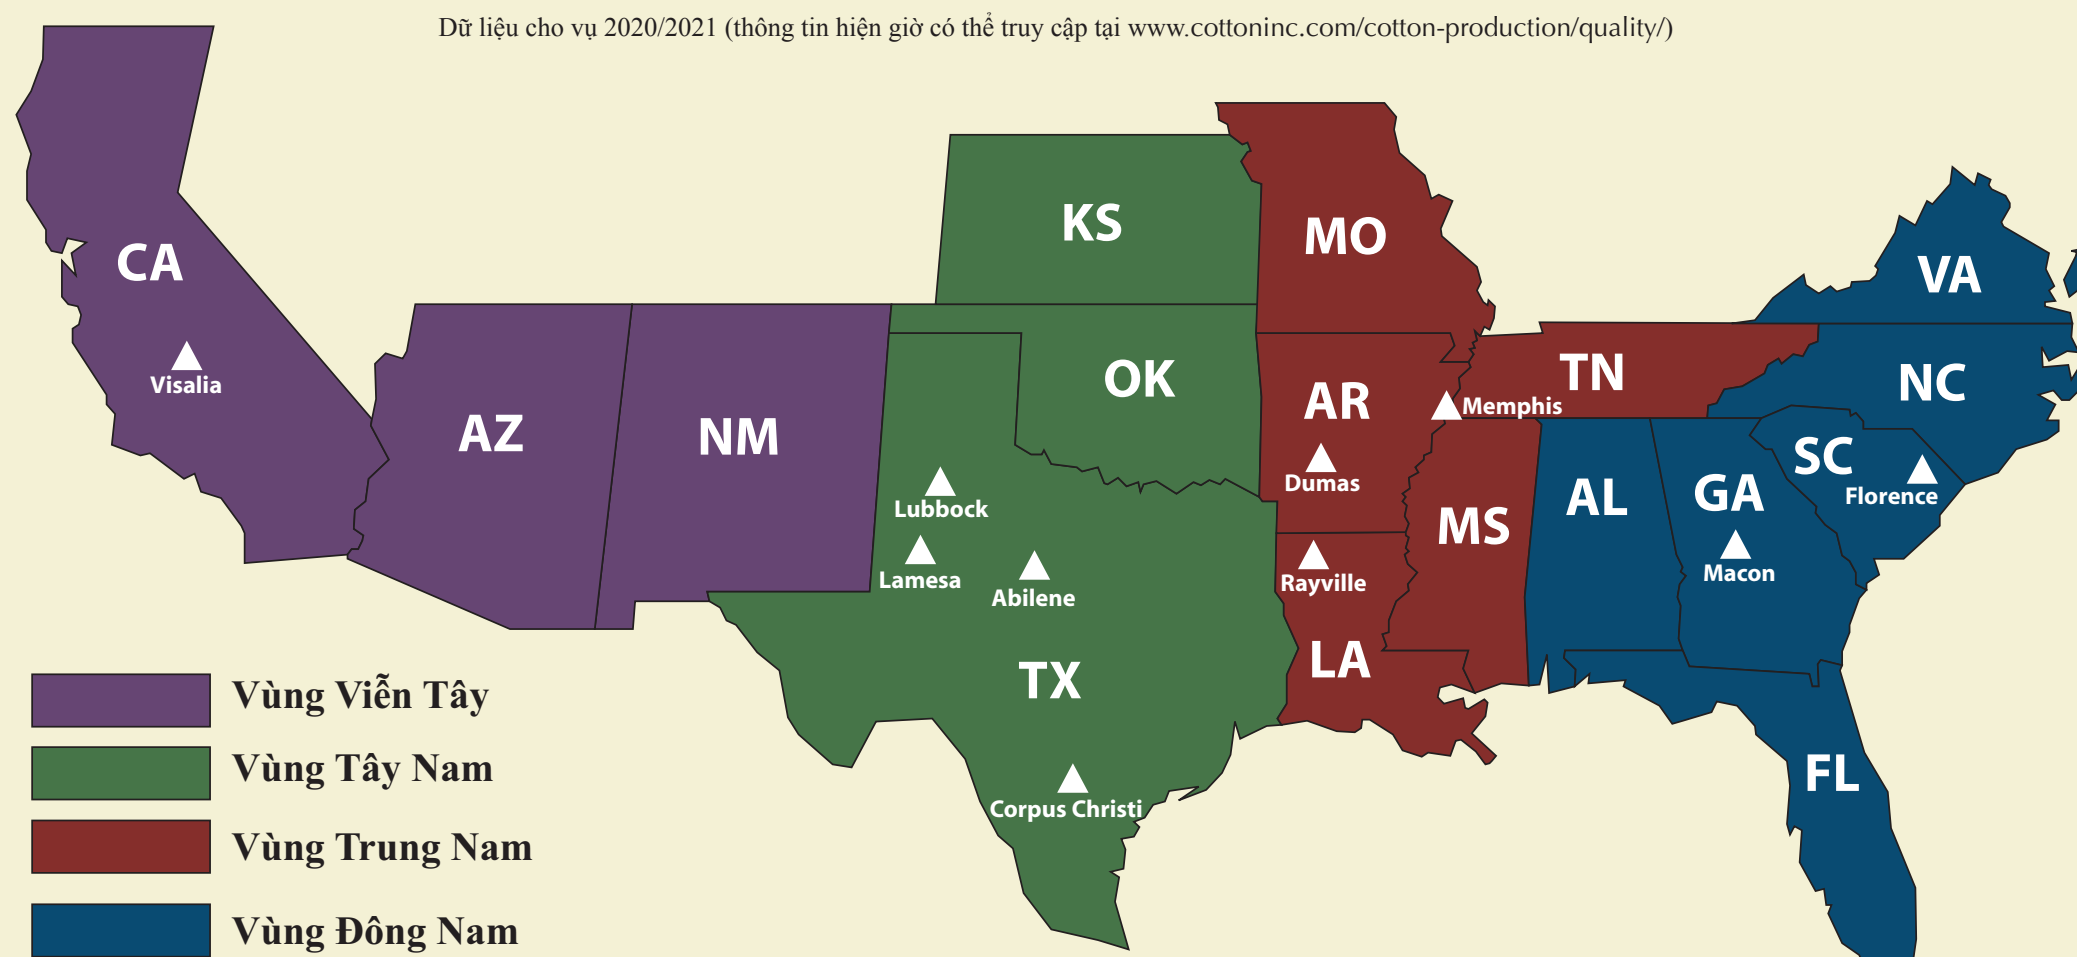 Dữ liệu cho vụ 2020/2021 (thông tin hiện giờ có thể truy cập tại www.cottoninc.com/cotton-production/quality/)
KS
MO
CA
VA
Visalia
TN
OK
NC
AR
Memphis
AZ
NM
SC
Dumas
Florence
Lubbock
GA
AL
MS
Lamesa
Abilene
Rayville
Macon
LA
TX
Vùng Viễn Tây
Vùng Tây Nam
FL
Corpus Christi
Vùng Trung Nam
Vùng Đông Nam